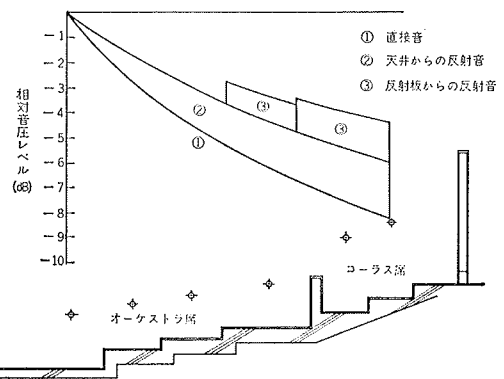 ① 直接音
② 天井からの反射音
③ 反射板からの反射音
相対音圧レベル(dB)
-1
-2
-3
-4
-5
-6
-7
-8
-9
-10
③
③
②
①
コーラス席
オーケストラ席